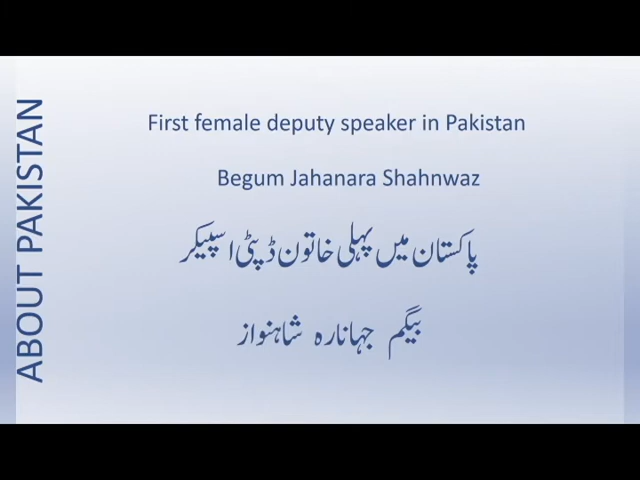 ABOUT PAKISTAN
First female deputy speaker in Pakistan
Begum Jahanara Shahnwaz
پاکستان میں پہلی خاتون ڈپٹی اسپیکر
بیگم جہانارہ شاہنواز